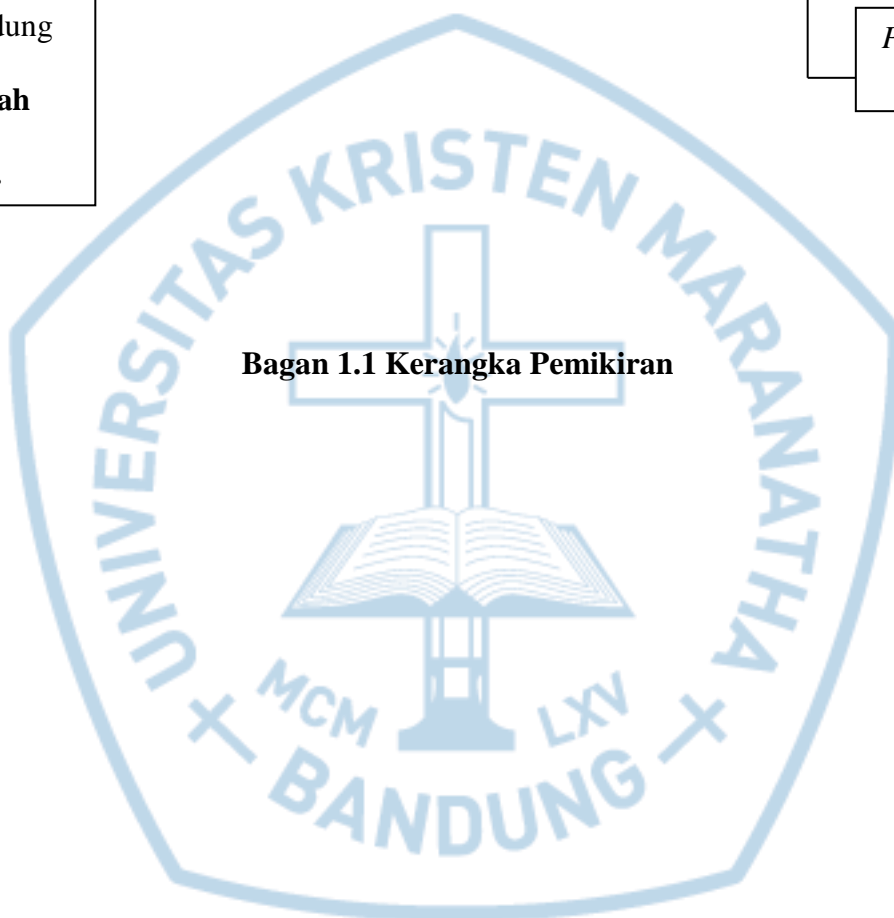 dung
ah
UNIVERSITAS KRISTEN MARANATHA
Bagan 1.1 Kerangka Pemikiran
MCM LXV
BANDUNG